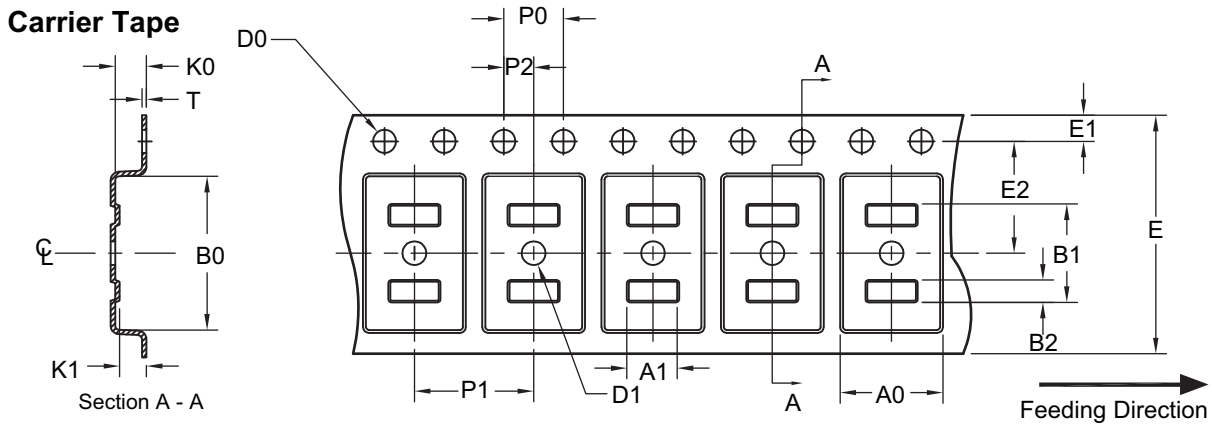 Carrier Tape
P0
D0
K0
P2
A
T
E1
E2
E
℄
B0
B1
K1
B2
P1
A1
D1
A
A0
Section A - A
Feeding Direction